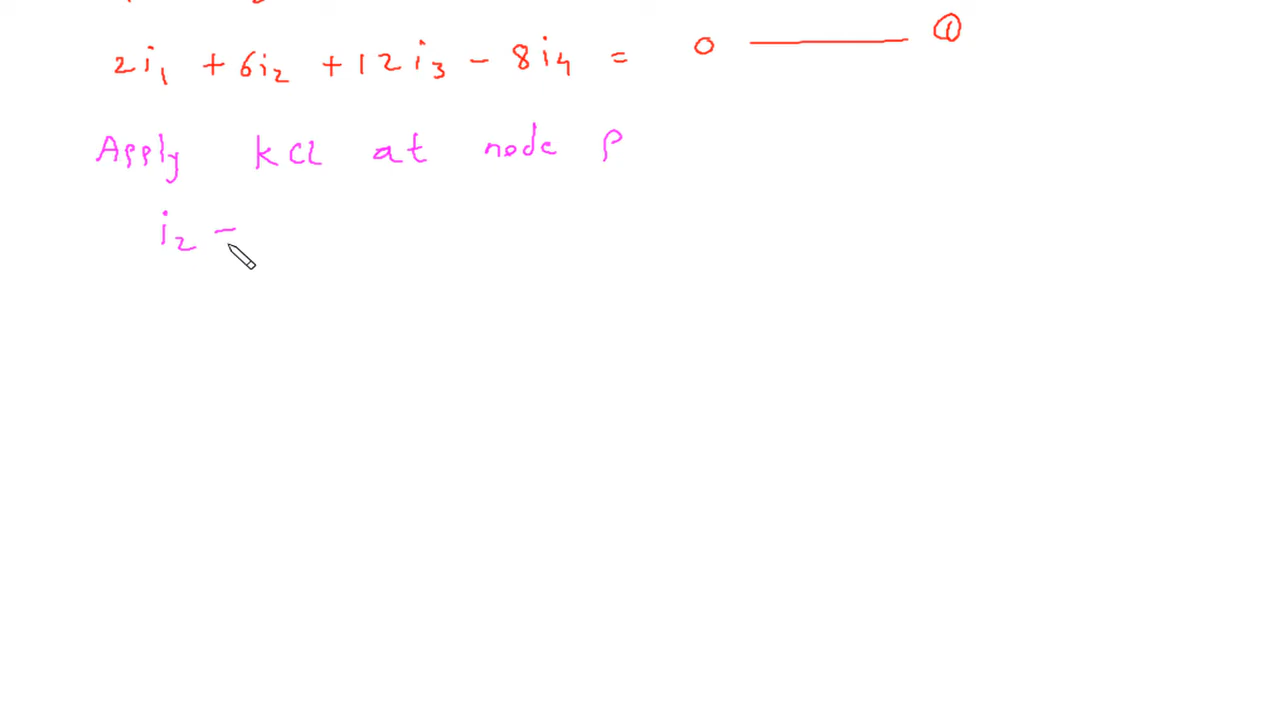 2i₁ + 6i₂ + 12i₃ - 8i₄ = 0 ——— ①
Apply kCL at node P
i₂ -